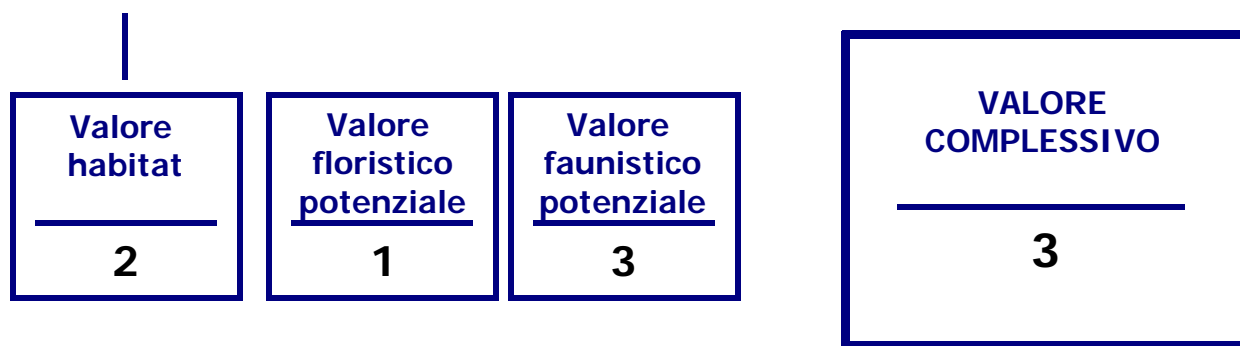 Valore
habitat
2
Valore
floristico
potenziale
1
Valore
faunistico
potenziale
3
VALORE
COMPLESSIVO
3